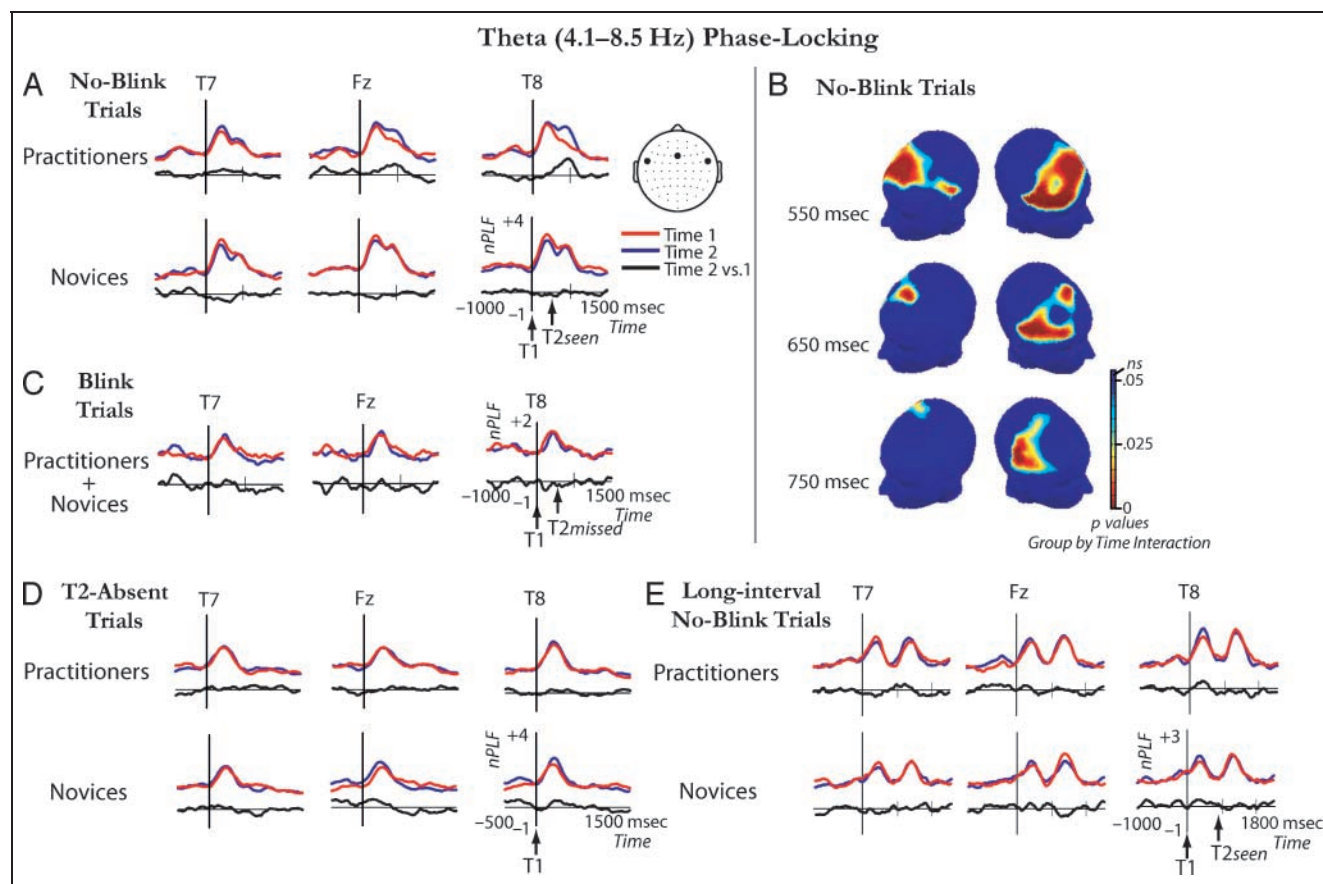 Theta (4.1–8.5 Hz) Phase-Locking
A No-Blink Trials
T7 Fz T8
Practitioners
Novices
nPLF +4
Time 1
Time 2
Time 2 vs.1
−1000 −1 1500 msec
Time
T1 T2seen
B No-Blink Trials
550 msec
650 msec
750 msec
ns
.05
.025
0
p values
Group by Time Interaction
C Blink Trials
T7 Fz T8
Practitioners
+
Novices
nPLF +2
−1000 −1 1500 msec
Time
T1 T2missed
D T2-Absent Trials
T7 Fz T8
Practitioners
Novices
nPLF +4
−500 −1 1500 msec
Time
T1
E Long-interval
No-Blink Trials
T7 Fz T8
Practitioners
Novices
nPLF +3
−1000 −1 1800 msec
Time
T1 T2seen